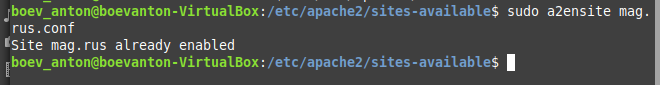 boev_anton@boevanton-VirtualBox:/etc/apache2/sites-available$ sudo a2ensite mag.
rus.conf
Site mag.rus already enabled
boev_anton@boevanton-VirtualBox:/etc/apache2/sites-available$